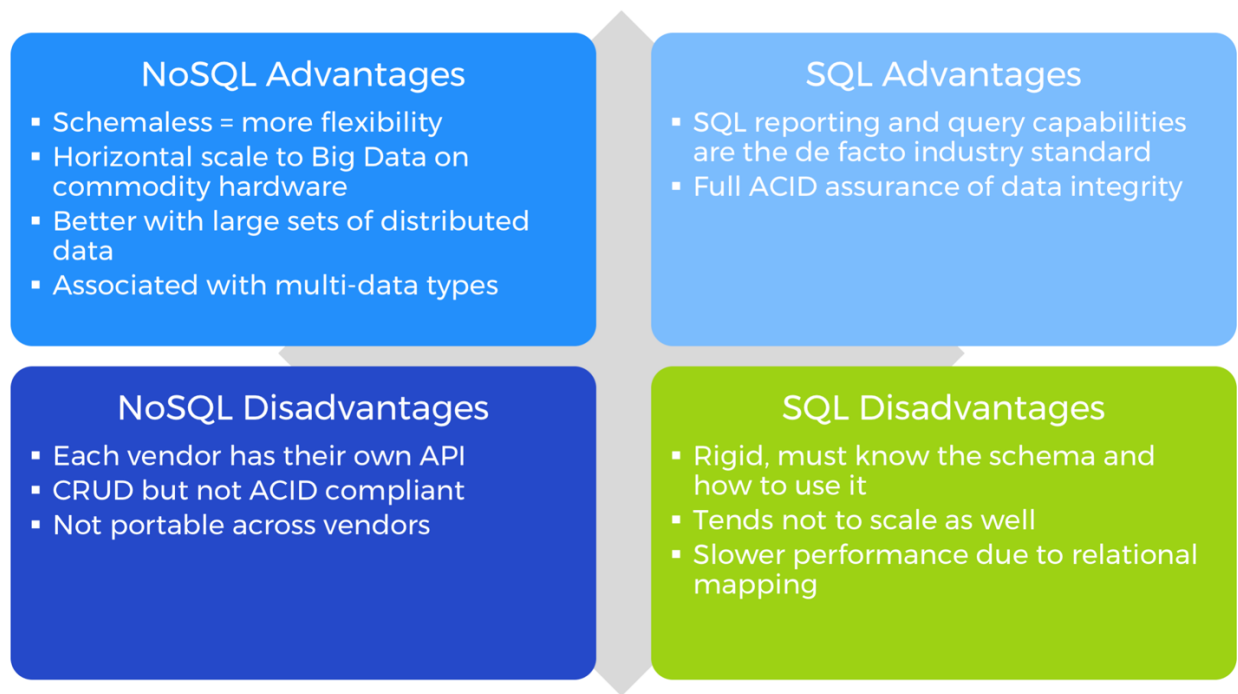 NoSQL Advantages
▪ Schemaless = more flexibility
▪ Horizontal scale to Big Data on
commodity hardware
▪ Better with large sets of distributed
data
▪ Associated with multi-data types
SQL Advantages
▪ SQL reporting and query capabilities
are the de facto industry standard
▪ Full ACID assurance of data integrity
NoSQL Disadvantages
▪ Each vendor has their own API
▪ CRUD but not ACID compliant
▪ Not portable across vendors
SQL Disadvantages
▪ Rigid, must know the schema and
how to use it
▪ Tends not to scale as well
▪ Slower performance due to relational
mapping